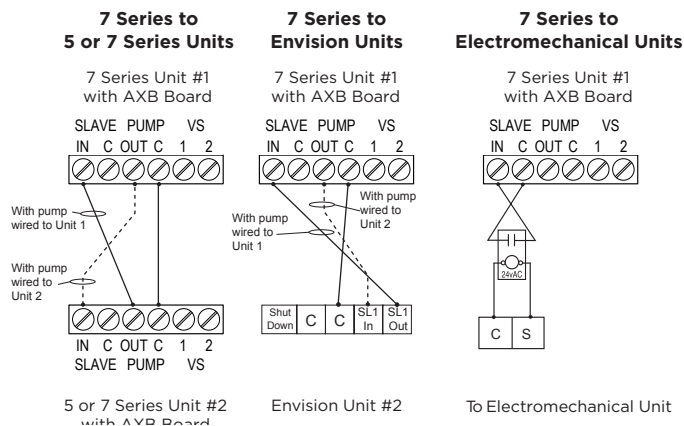 7 Series to
5 or 7 Series Units
7 Series Unit #1
with AXB Board
SLAVE PUMP VS
IN C OUT C 1 2
With pump
wired to Unit 1
With pump
wired to
Unit 2
IN C OUT C 1 2
SLAVE PUMP VS
5 or 7 Series Unit #2
with AXB Board
7 Series to
Envision Units
7 Series Unit #1
with AXB Board
SLAVE PUMP VS
IN C OUT C 1 2
With pump
wired to
Unit 2
With pump
wired to
Unit 1
Shut
Down
C
C
SL1
In
SL1
Out
Envision Unit #2
7 Series to
Electromechanical Units
7 Series Unit #1
with AXB Board
SLAVE PUMP VS
IN C OUT C 1 2
24vAC
C S
To Electromechanical Unit